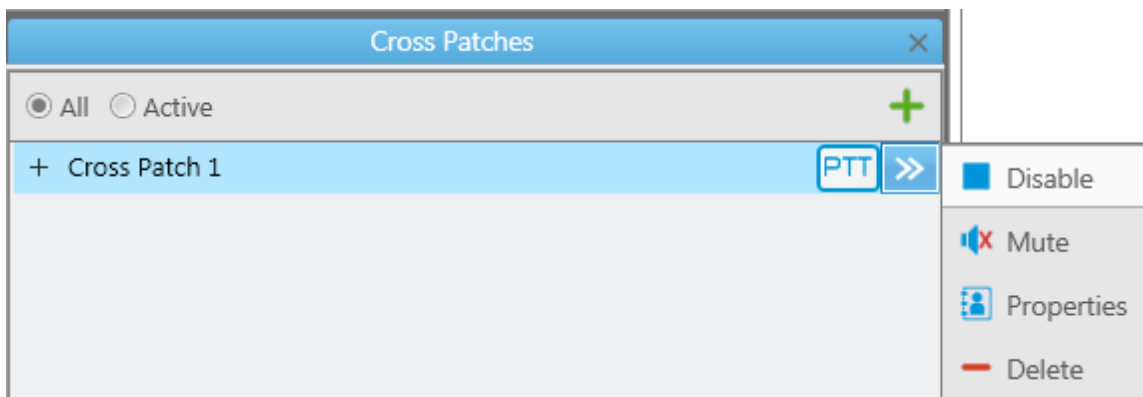 Cross Patches
All Active
Cross Patch 1 PTT
Disable
Mute
Properties
Delete